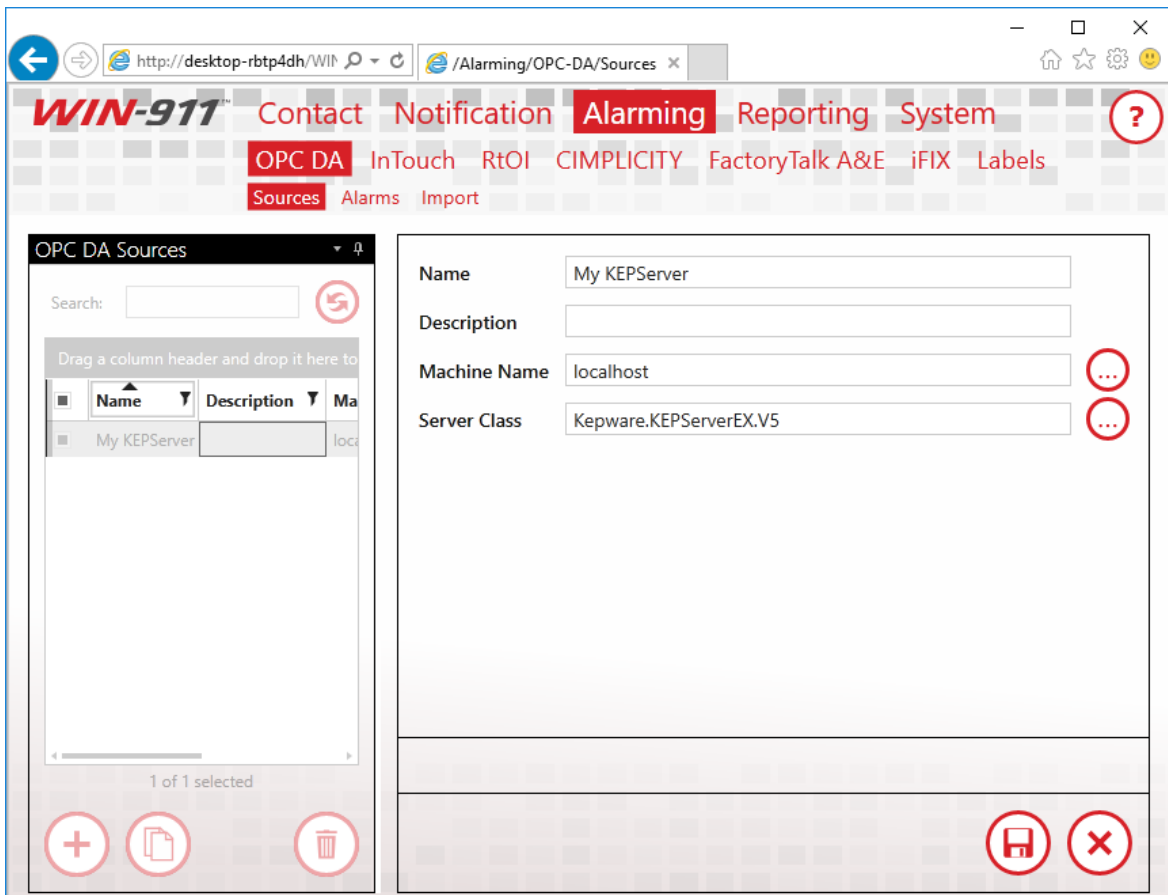 http://desktop-rbtp4dh/WIN
/Alarming/OPC-DA/Sources
WIN-911™ Contact Notification Alarming Reporting System ?
OPC DA InTouch RtOI CIMPLICITY FactoryTalk A&E iFIX Labels
Sources Alarms Import
OPC DA Sources
Search:
Drag a column header and drop it here to
Name Description Ma
My KEPServer loca
1 of 1 selected
Name My KEPServer
Description
Machine Name localhost ...
Server Class Kepware.KEPServerEX.V5 ...